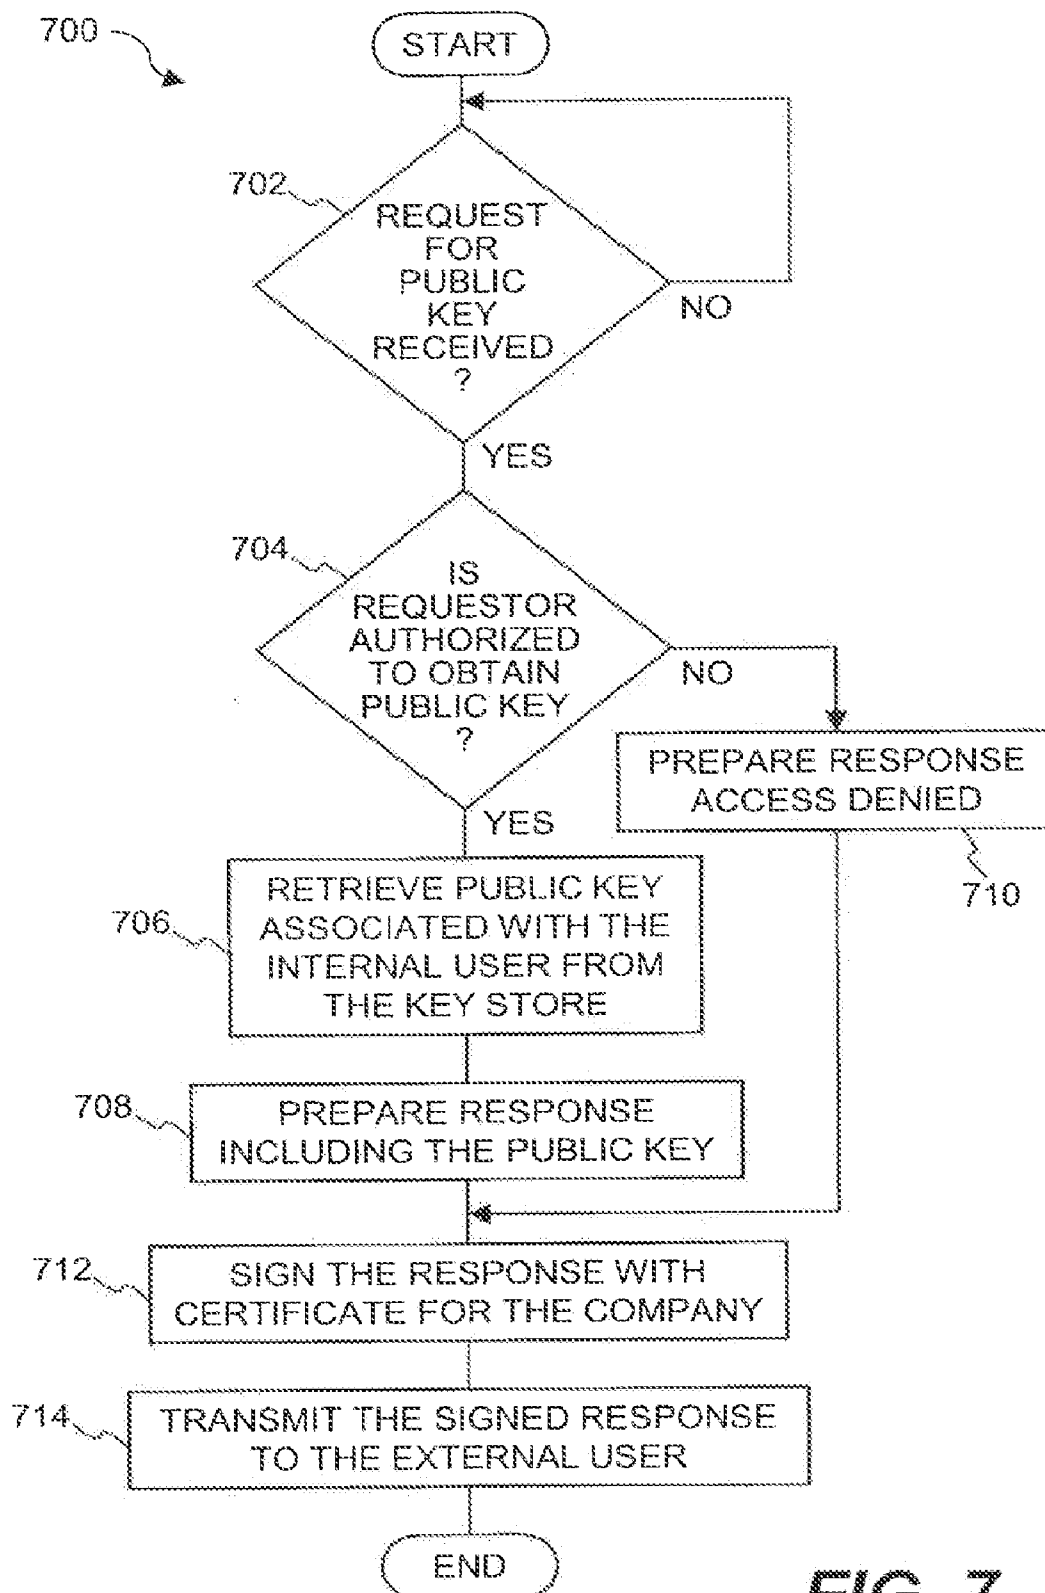 700
START
702
REQUEST
FOR
PUBLIC
KEY
RECEIVED
?
NO
YES
704
IS
REQUESTOR
AUTHORIZED
TO OBTAIN
PUBLIC KEY
?
NO
YES
PREPARE RESPONSE
ACCESS DENIED
710
706
RETRIEVE PUBLIC KEY
ASSOCIATED WITH THE
INTERNAL USER FROM
THE KEY STORE
708
PREPARE RESPONSE
INCLUDING THE PUBLIC KEY
712
SIGN THE RESPONSE WITH
CERTIFICATE FOR THE COMPANY
714
TRANSMIT THE SIGNED RESPONSE
TO THE EXTERNAL USER
END
FIG. 7